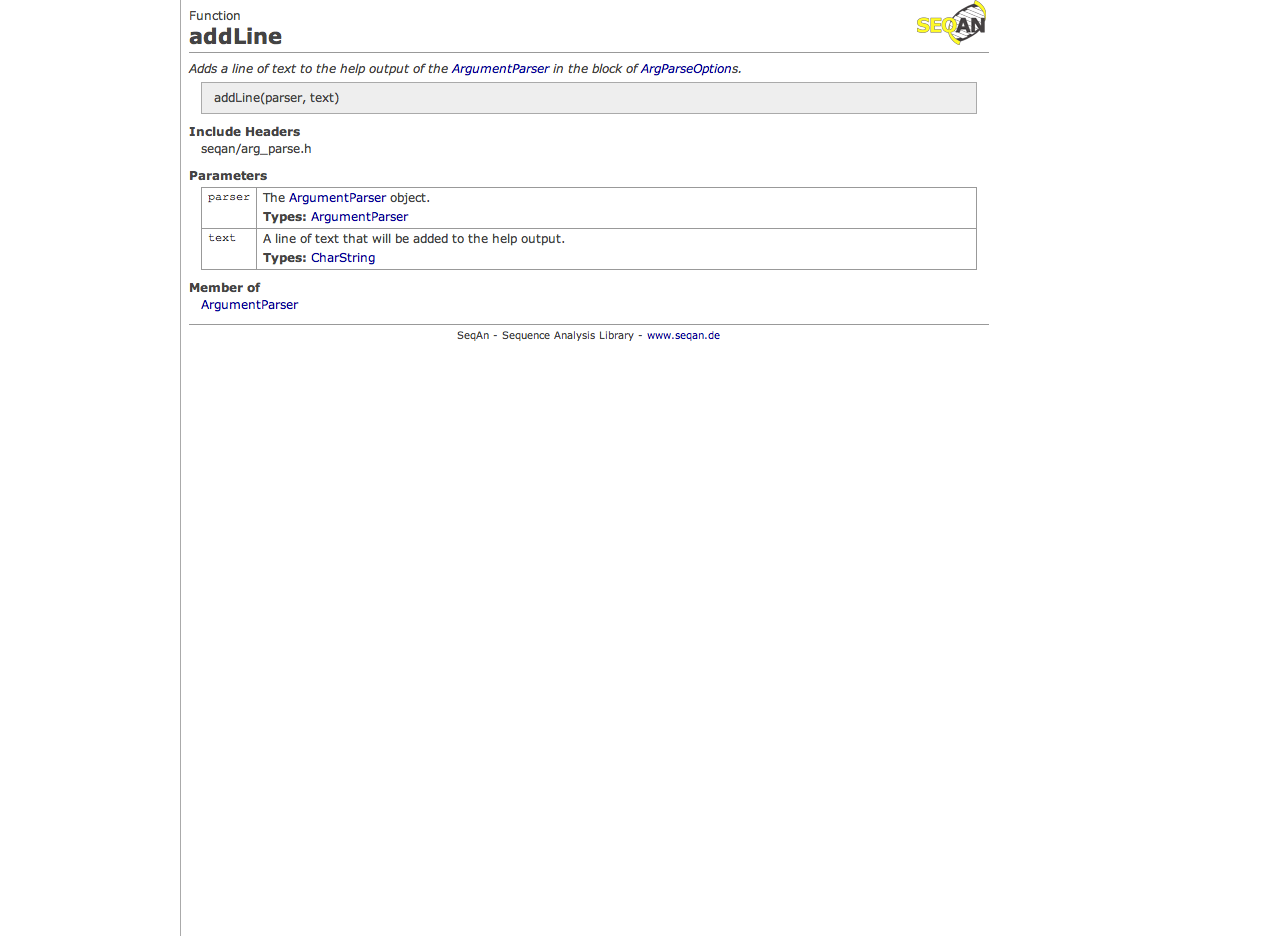 Function
addLine
SEQAN
Adds a line of text to the help output of the ArgumentParser in the block of ArgParseOptions.
addLine(parser, text)
Include Headers
seqan/arg_parse.h
Parameters
parser The ArgumentParser object.
Types: ArgumentParser
text A line of text that will be added to the help output.
Types: CharString
Member of
ArgumentParser
SeqAn - Sequence Analysis Library - www.seqan.de